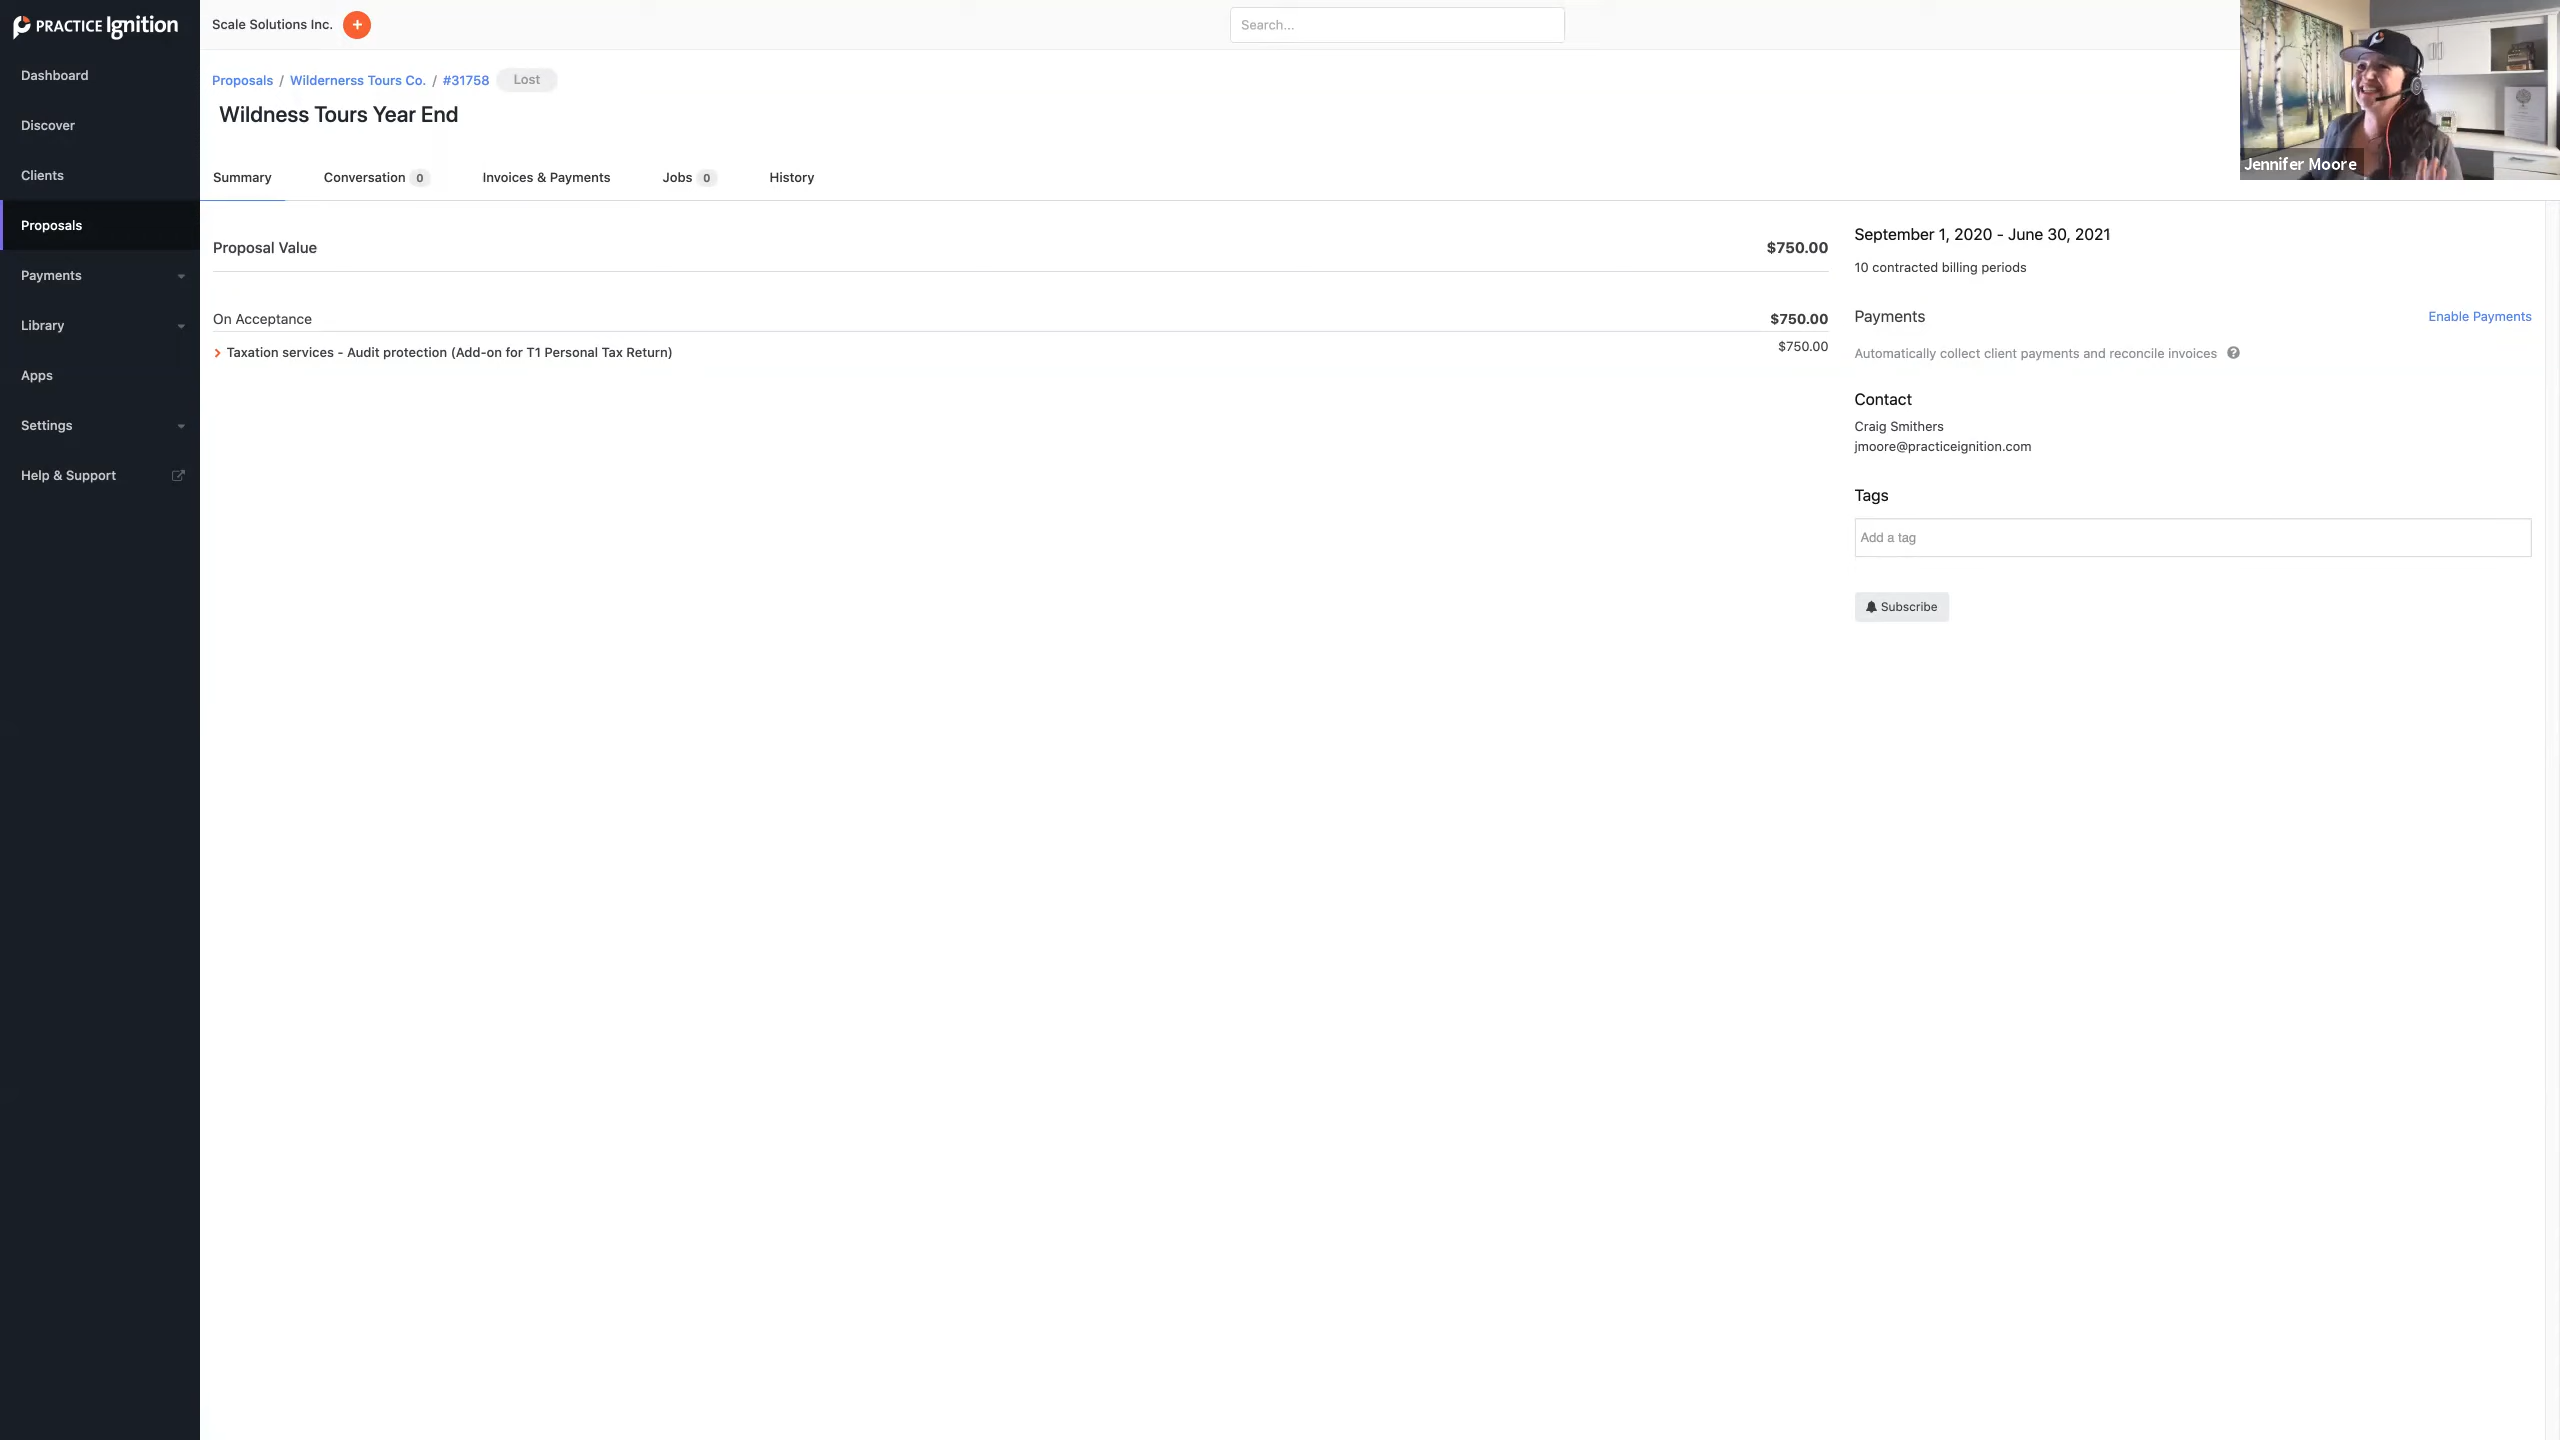 PRACTICE Ignition
Scale Solutions Inc.
Search...
Dashboard
Discover
Clients
Proposals
Payments
Library
Apps
Settings
Help & Support
Proposals / Wildernerss Tours Co. / #31758 Lost
Wildness Tours Year End
Summary Conversation 0 Invoices & Payments Jobs 0 History
Proposal Value $750.00
On Acceptance $750.00
Taxation services - Audit protection (Add-on for T1 Personal Tax Return) $750.00
September 1, 2020 - June 30, 2021
10 contracted billing periods
Payments Enable Payments
Automatically collect client payments and reconcile invoices
Contact
Craig Smithers
jmoore@practiceignition.com
Tags
Add a tag
Subscribe
Jennifer Moore